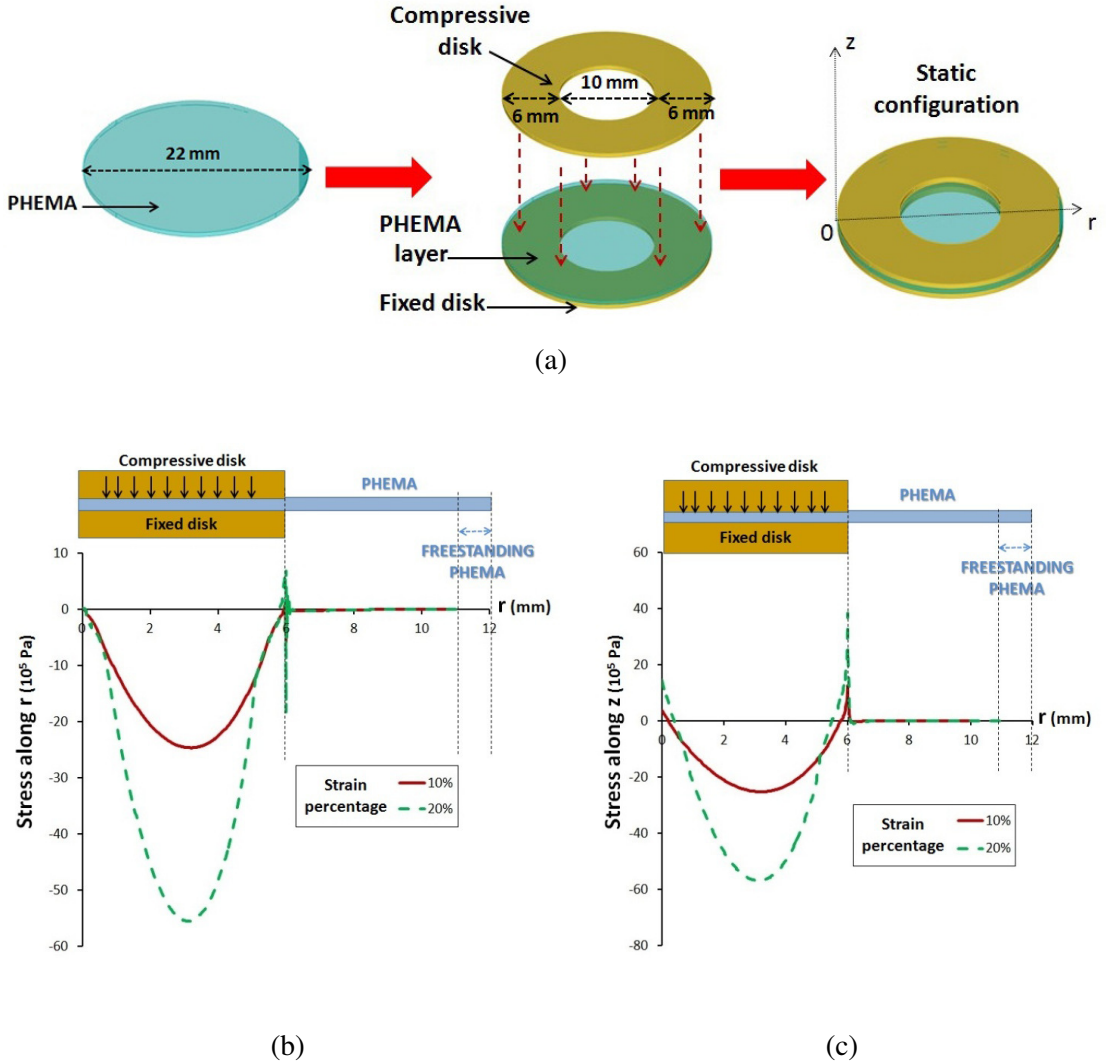 Compressive
disk
10 mm
6 mm
6 mm
z
Static
configuration
22 mm
PHEMA
PHEMA
layer
Fixed disk
0
r
(a)
Compressive disk
PHEMA
Fixed disk
FREESTANDING
PHEMA
Stress along r (10⁵ Pa)
10
0
-10
-20
-30
-40
-50
-60
0 2 4 6 8 10 12
r (mm)
Strain
percentage
10%
20%
(b)
Compressive disk
PHEMA
Fixed disk
FREESTANDING
PHEMA
Stress along z (10⁵ Pa)
60
40
20
0
-20
-40
-60
-80
0 2 4 6 8 10 12
r (mm)
Strain
percentage
10%
20%
(c)